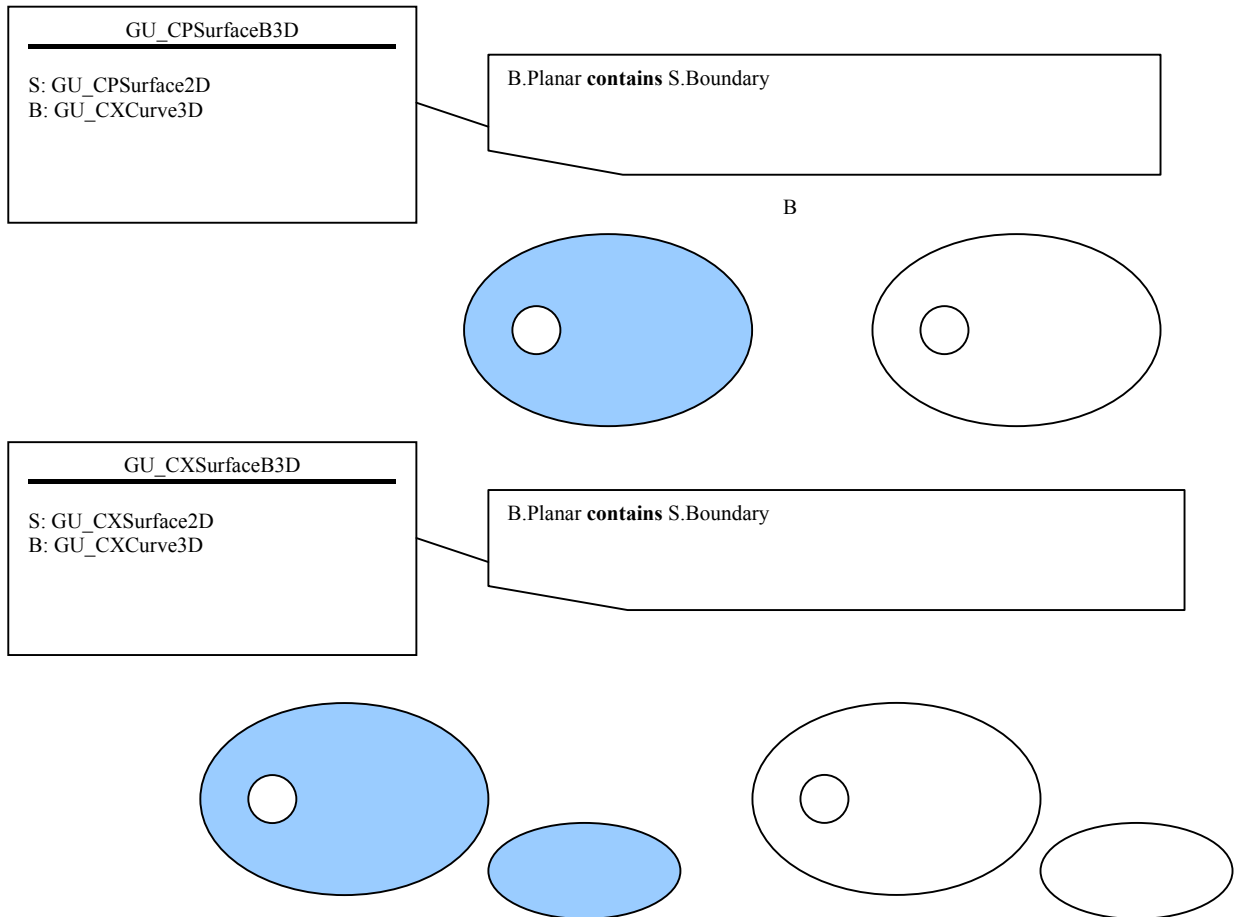 GU_CPSurfaceB3D
S: GU_CPSurface2D
B: GU_CXCurve3D
B.Planar contains S.Boundary
B
GU_CXSurfaceB3D
S: GU_CXSurface2D
B: GU_CXCurve3D
B.Planar contains S.Boundary